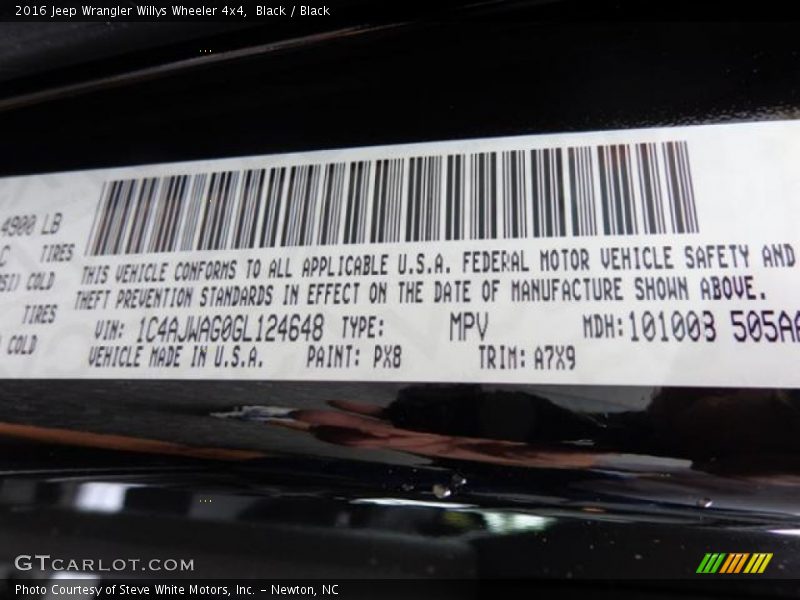 2016 Jeep Wrangler Willys Wheeler 4x4, Black / Black
4900 LB
C TIRES
PSI) COLD
TIRES
COLD
THIS VEHICLE CONFORMS TO ALL APPLICABLE U.S.A. FEDERAL MOTOR VEHICLE SAFETY AND
THEFT PREVENTION STANDARDS IN EFFECT ON THE DATE OF MANUFACTURE SHOWN ABOVE.
VIN: 1C4AJWAG0GL124648 TYPE: MPV MDH: 101003 505A
VEHICLE MADE IN U.S.A. PAINT: PX8 TRIM: A7X9
GTCARLOT.COM
Photo Courtesy of Steve White Motors, Inc. – Newton, NC